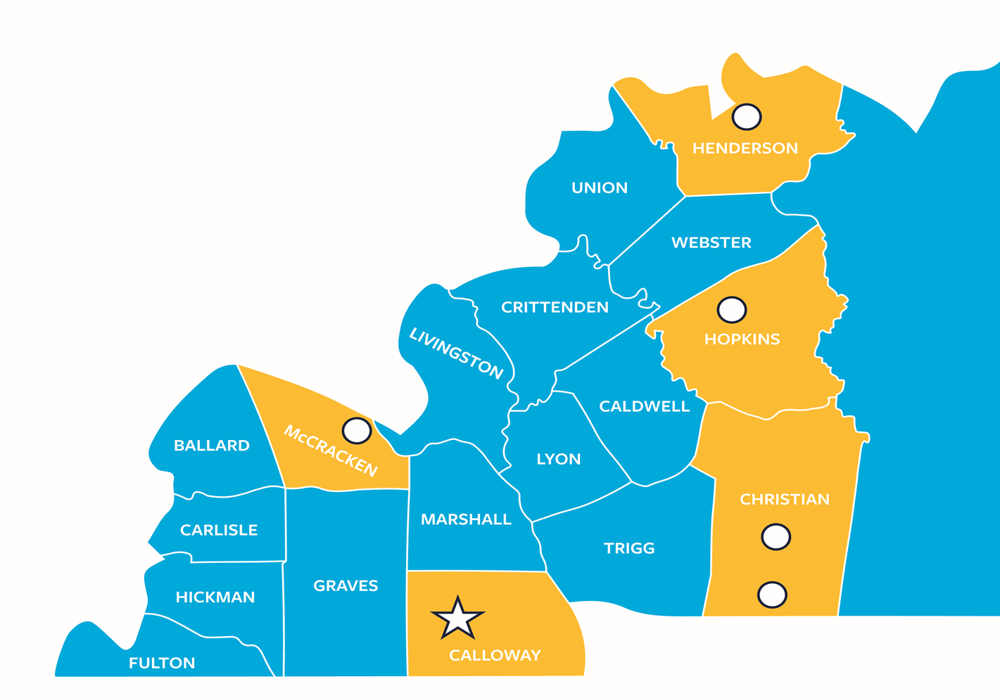 HENDERSON
UNION
WEBSTER
CRITTENDEN
HOPKINS
LIVINGSTON
CALDWELL
BALLARD
McCRACKEN
LYON
CHRISTIAN
MARSHALL
CARLISLE
TRIGG
GRAVES
HICKMAN
CALLOWAY
FULTON